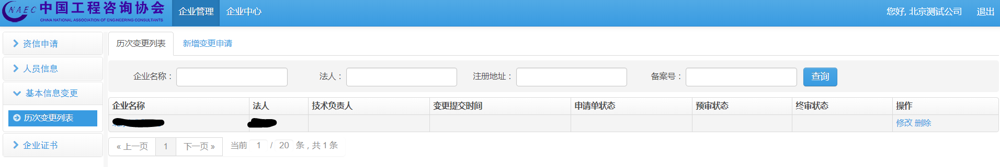 NAEC 中国工程咨询协会 企业管理 企业中心 您好, 北京测试公司 退出
CHINA NATIONAL ASSOCIATION OF ENGINEERING CONSULTANTS
资信申请
人员信息
基本信息变更
历次变更列表
企业证书
历次变更列表 新增变更申请
企业名称： 法人： 注册地址： 备案号： 查询
企业名称 法人 技术负责人 变更提交时间 申请单状态 预审状态 终审状态 操作
修改 删除
« 上一页 1 下一页 » 当前 1 / 20 条，共 1 条